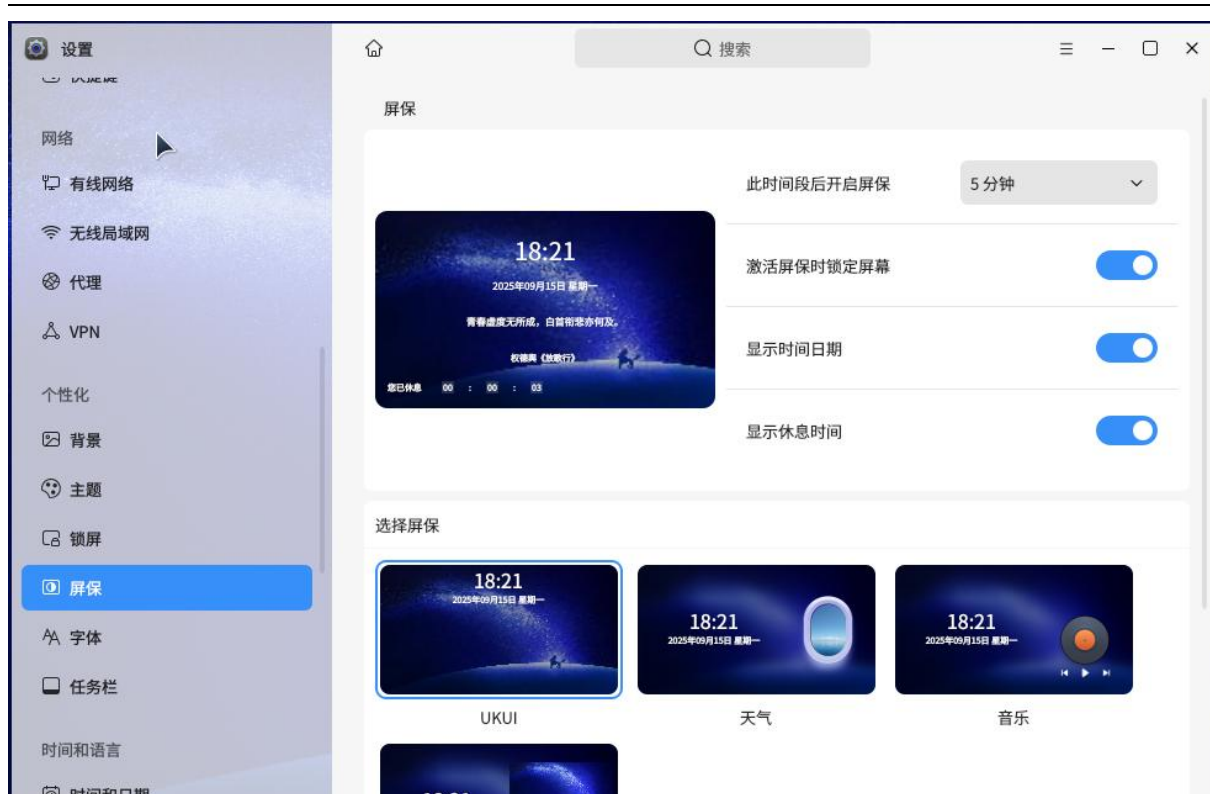 设置
搜索
快捷键
网络
有线网络
无线局域网
代理
VPN
个性化
背景
主题
锁屏
屏保
字体
任务栏
时间和语言
时间和日期
屏保
18:21
2025年09月15日 星期一
青春虚度无所成，白首衔悲亦何及。
权德舆《放歌行》
您已休息 00 : 00 : 03
此时间段后开启屏保 5分钟
激活屏保时锁定屏幕
显示时间日期
显示休息时间
选择屏保
18:21
2025年09月15日 星期一
UKUI
18:21
2025年09月15日 星期一
天气
18:21
2025年09月15日 星期一
音乐